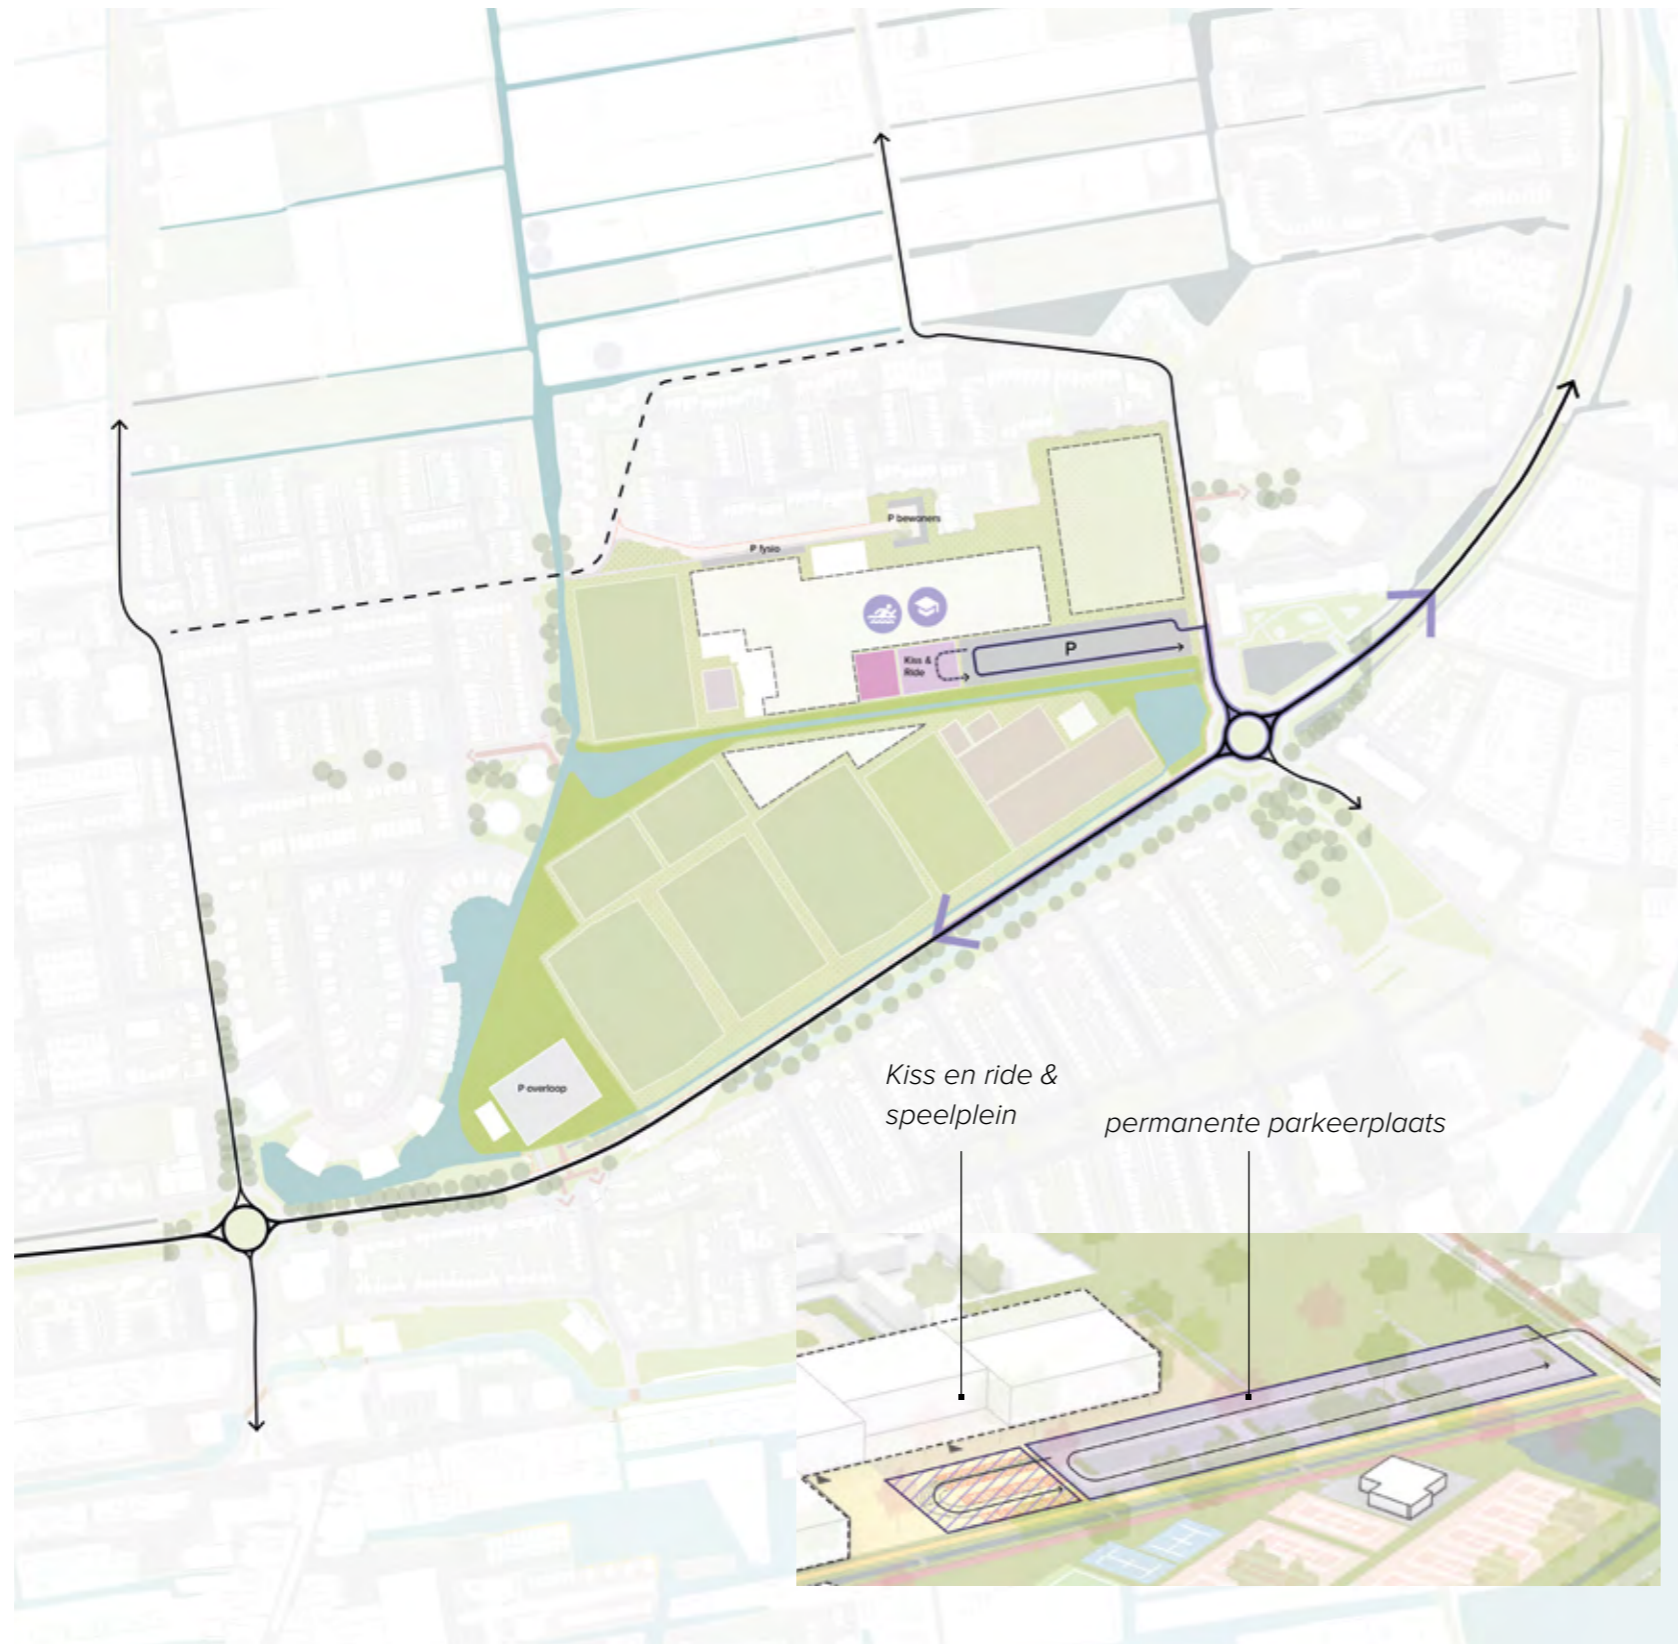 P bewoners
P fysio
Kiss &
Ride
P
P overloop
Kiss en ride &
speelplein
permanente parkeerplaats